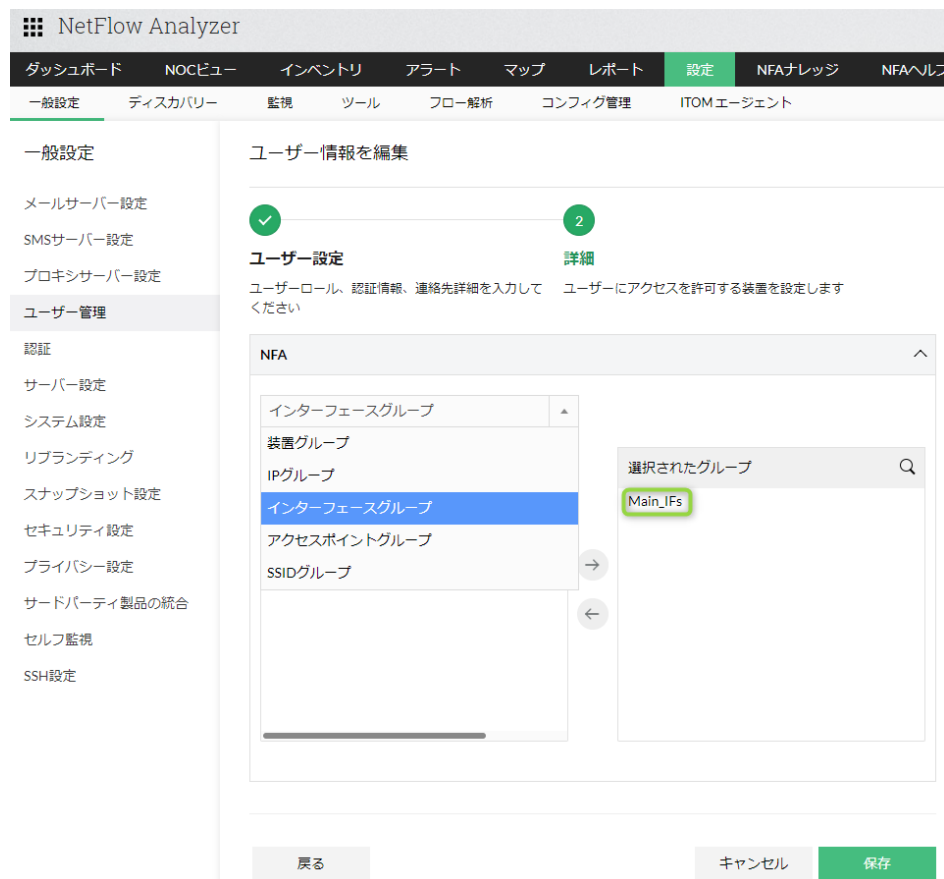 NetFlow Analyzer
ダッシュボード NOCビュー インベントリ アラート マップ レポート 設定 NFAナレッジ NFAヘルプ
一般設定 ディスカバリー 監視 ツール フロー解析 コンフィグ管理 ITOMエージェント
一般設定
メールサーバー設定
SMSサーバー設定
プロキシサーバー設定
ユーザー管理
認証
サーバー設定
システム設定
リブランディング
スナップショット設定
セキュリティ設定
プライバシー設定
サードパーティ製品の統合
セルフ監視
SSH設定
ユーザー情報を編集
2
ユーザー設定
ユーザーロール、認証情報、連絡先詳細を入力して
ください
詳細
ユーザーにアクセスを許可する装置を設定します
NFA
インターフェースグループ
装置グループ
IPグループ
インターフェースグループ
アクセスポイントグループ
SSIDグループ
選択されたグループ
Main_IFs
戻る キャンセル 保存